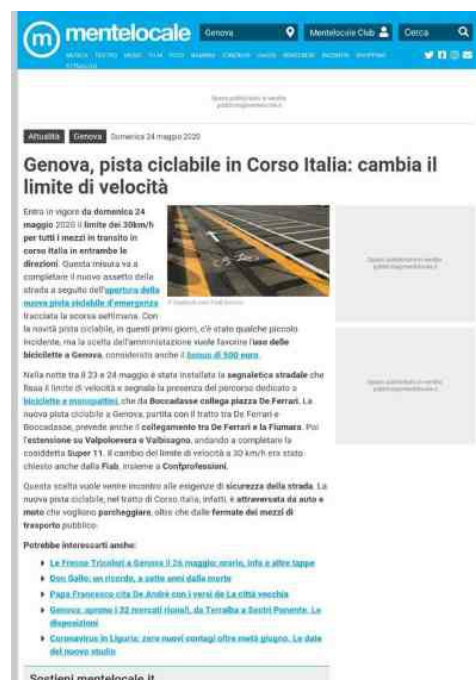 mentelocale
Genova
Mentelocale Club
Cerca
Attualità Genova Domenica 24 maggio 2020
Genova, pista ciclabile in Corso Italia: cambia il
limite di velocità
Entra in vigore da domenica 24
maggio 2020 il limite dei 30km/h
per tutti i mezzi in transito in
corso Italia in entrambe le
direzioni. Questa misura va a
completare il nuovo assetto della
strada a seguito dell'apertura della
nuova pista ciclabile d'emergenza
tracciata la scorsa settimana. Con
la novità pista ciclabile, in questi primi giorni, c'è stato qualche piccolo
incidente, ma la scelta dell'amministrazione vuole favorire l'uso delle
biciclette a Genova, considerato anche il bonus di 500 euro.
Nella notte tra il 23 e 24 maggio è stata installata la segnaletica stradale che
fissa il limite di velocità e segnala la presenza del percorso dedicato a
biciclette e monopattini, che da Boccadasse collega piazza De Ferrari. La
nuova pista ciclabile a Genova, partita con il tratto tra De Ferrari e
Boccadasse, prevede anche il collegamento tra De Ferrari e la Fiumara. Poi
l'estensione su Valpolcevera e Valbisagno, andando a completare la
cosiddetta Super 11. Il cambio del limite di velocità a 30 km/h era stato
chiesto anche dalla Fiab, insieme a Confprofessioni.
Questa scelta vuole venire incontro alle esigenze di sicurezza della strada. La
nuova pista ciclabile, nel tratto di Corso Italia, infatti, è attraversata da auto e
moto che vogliono parcheggiare, oltre che dalle fermate dei mezzi di
trasporto pubblico.
Potrebbe interessarti anche:
Le Frecce Tricolori a Genova il 26 maggio: orario, info e altre tappe
Don Gallo: un ricordo, a sette anni dalla morte
Papa Francesco cita De André con i versi de La città vecchia
Genova: aprono i 32 mercati rionali, da Terralba a Sestri Ponente. Le
disposizioni
Coronavirus in Liguria: zero nuovi contagi oltre metà giugno. Le date
del nuovo studio
Sostieni mentelocale.it